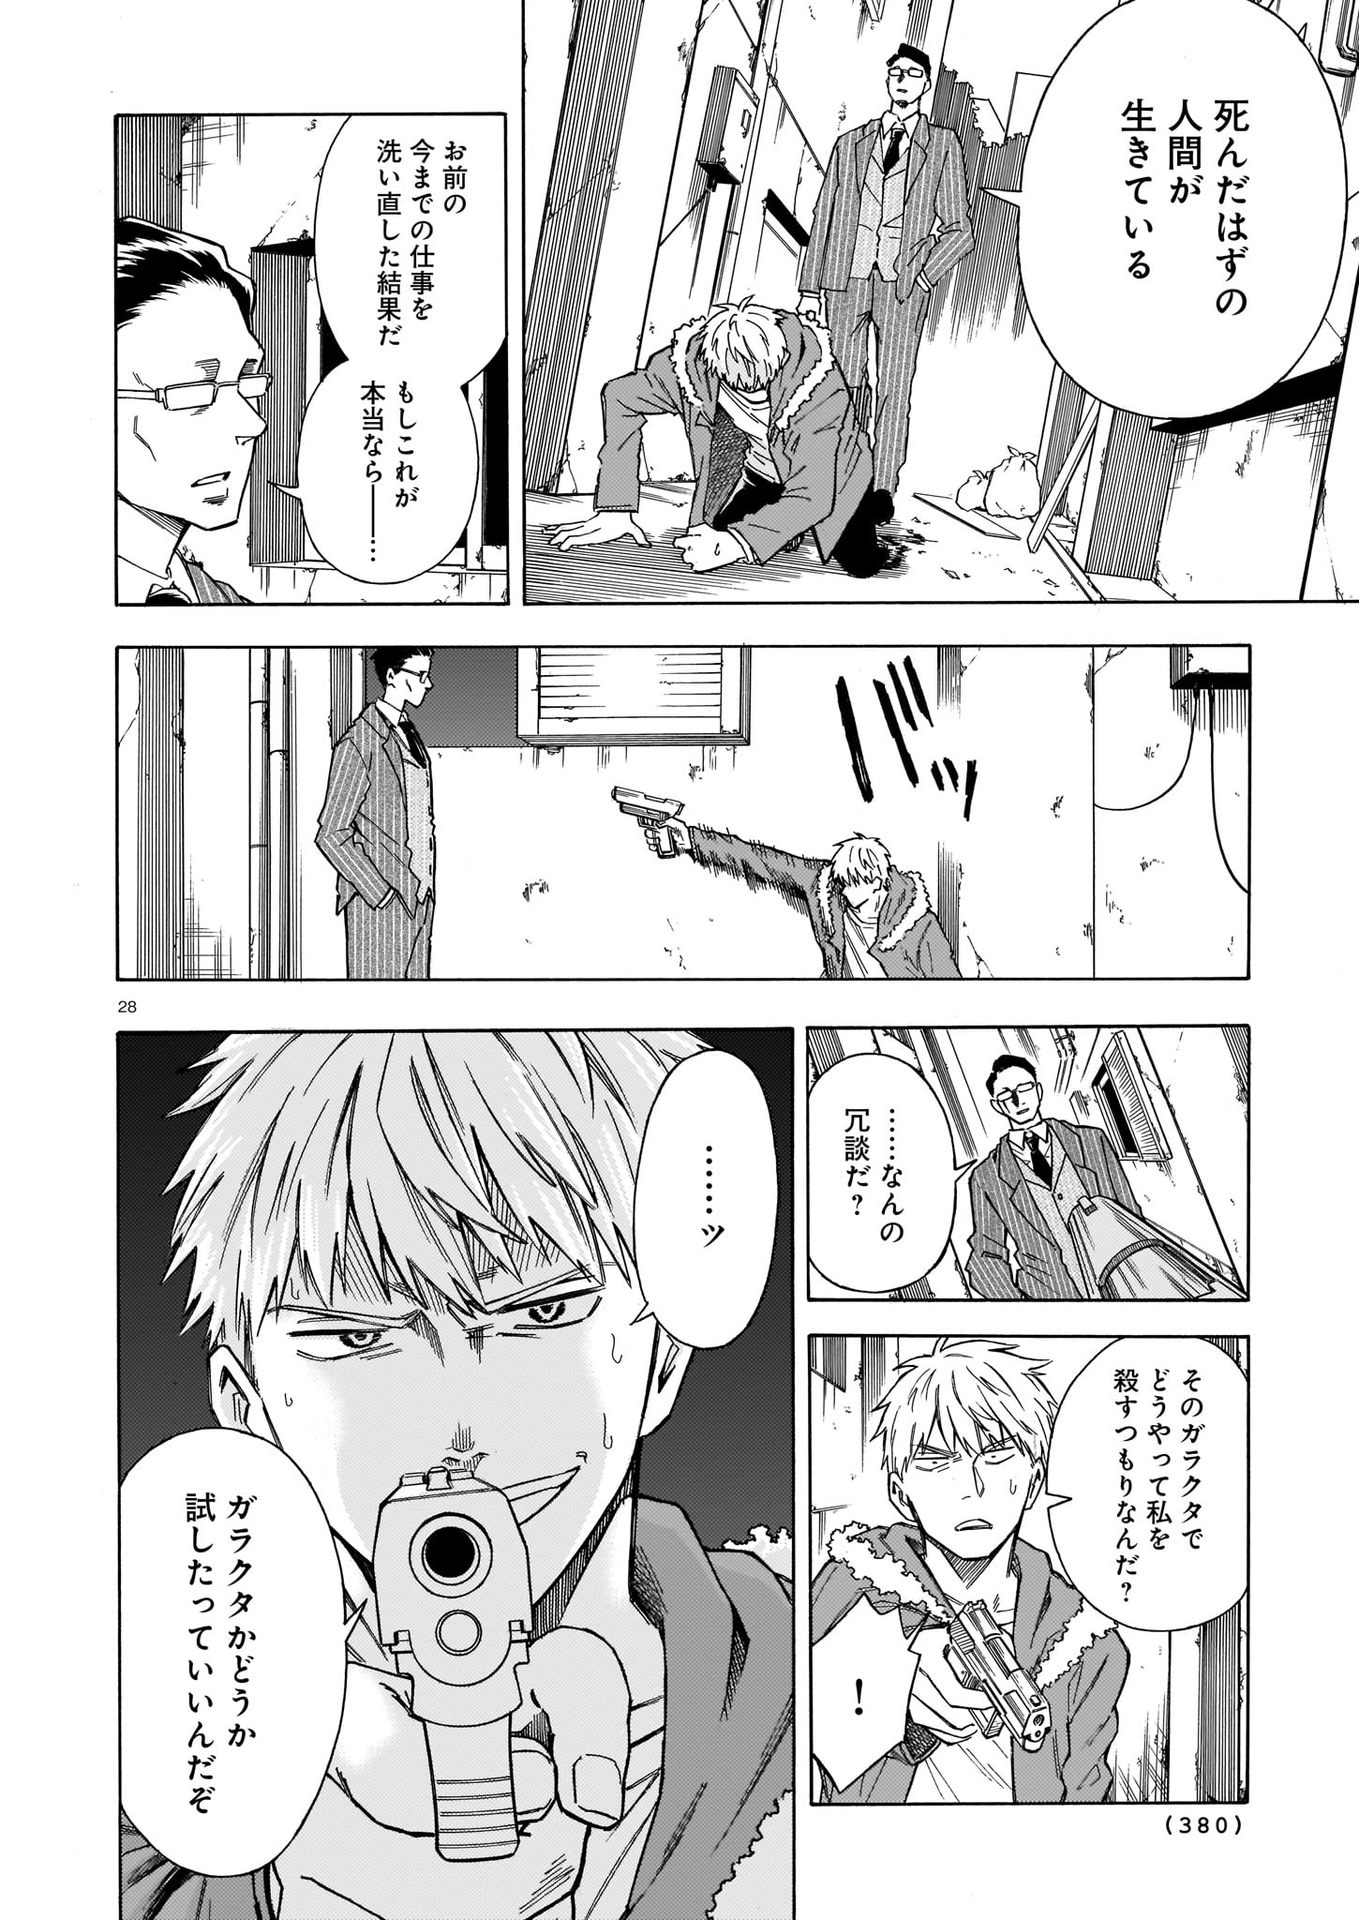 死んだはずの
人間が
生きている
お前の
今までの仕事を
洗い直した結果だ
もしこれが
本当なら――…
バッ
……なんの
冗談だ？
そのガラクタで
どうやって私を
殺すつもりなんだ？
！
……ッ
ガラクタかどうか
試したっていいんだぞ
28
(380)